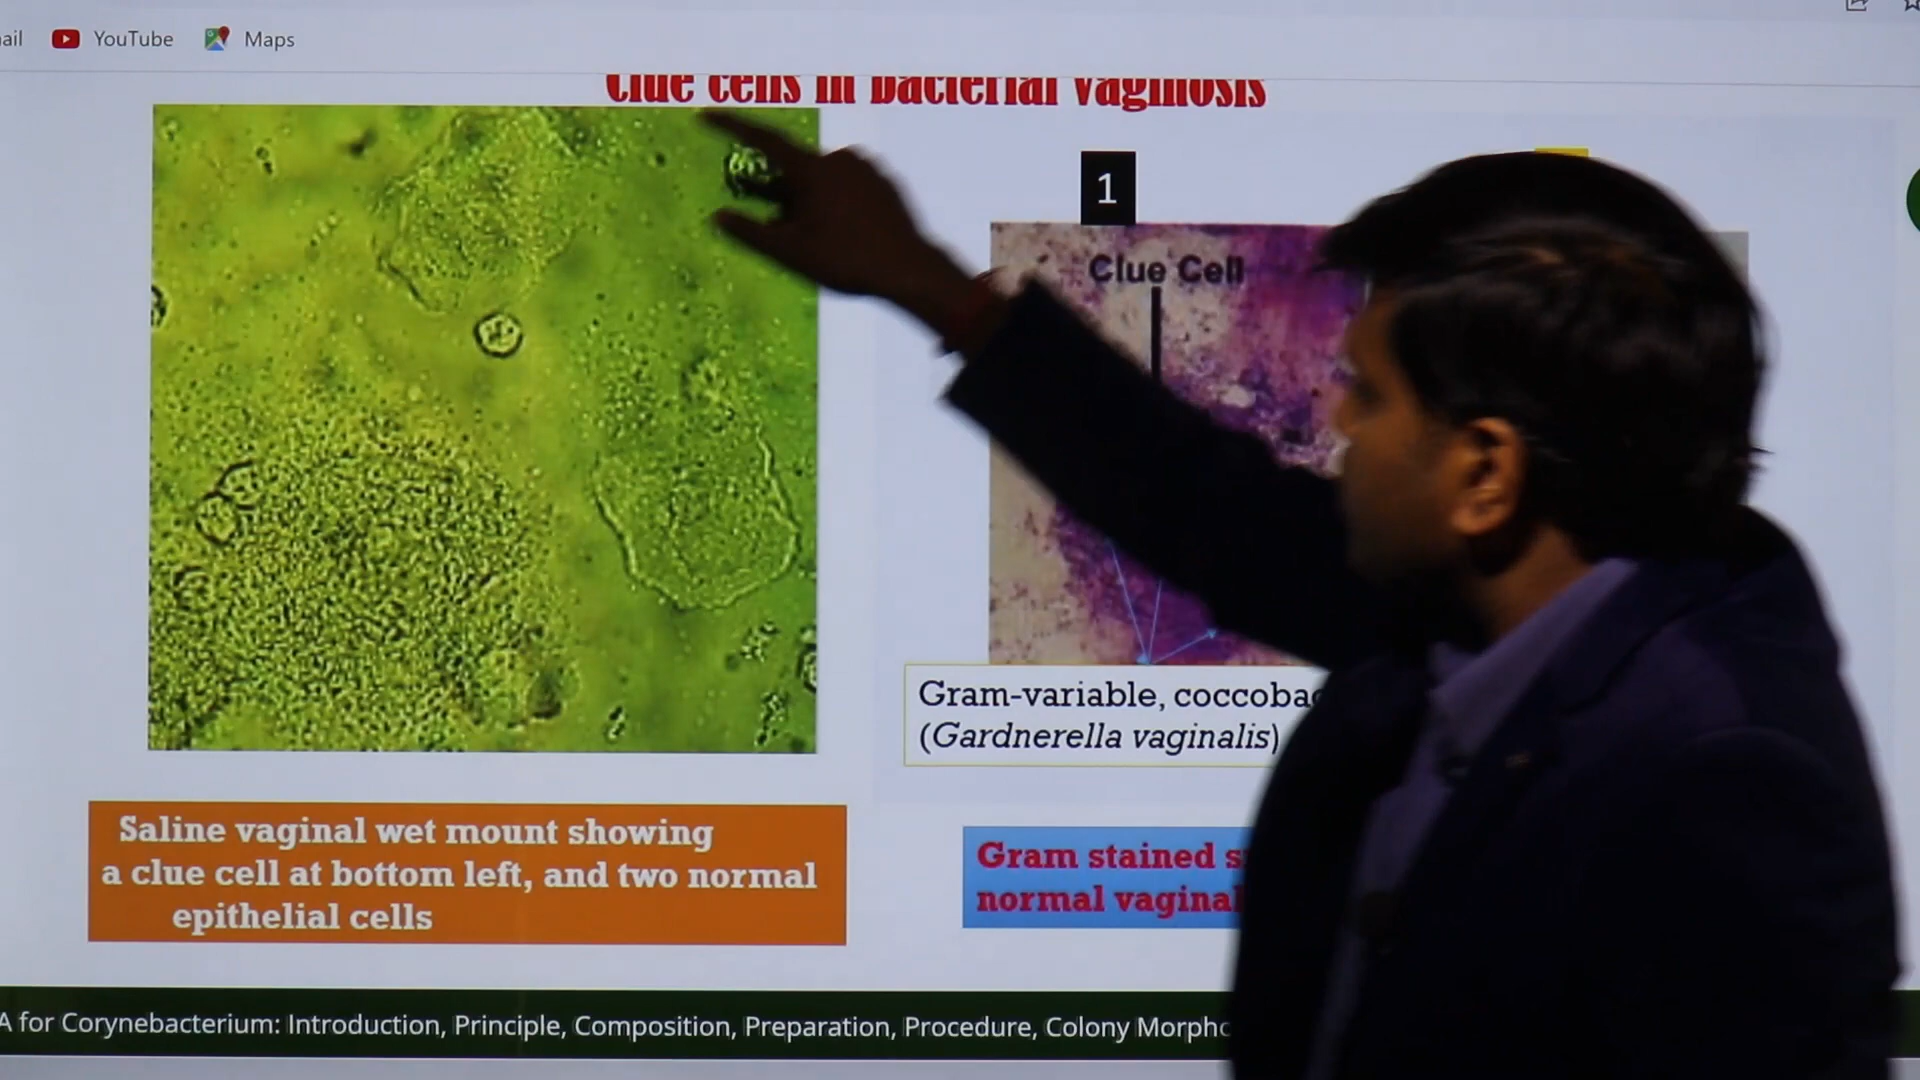 ail YouTube Maps
Clue cells in bacterial vaginosis
1
Clue Cell
Gram-variable, coccoba
(Gardnerella vaginalis)
Saline vaginal wet mount showing
a clue cell at bottom left, and two normal
epithelial cells
Gram stained s
normal vaginal
A for Corynebacterium: Introduction, Principle, Composition, Preparation, Procedure, Colony Morpho